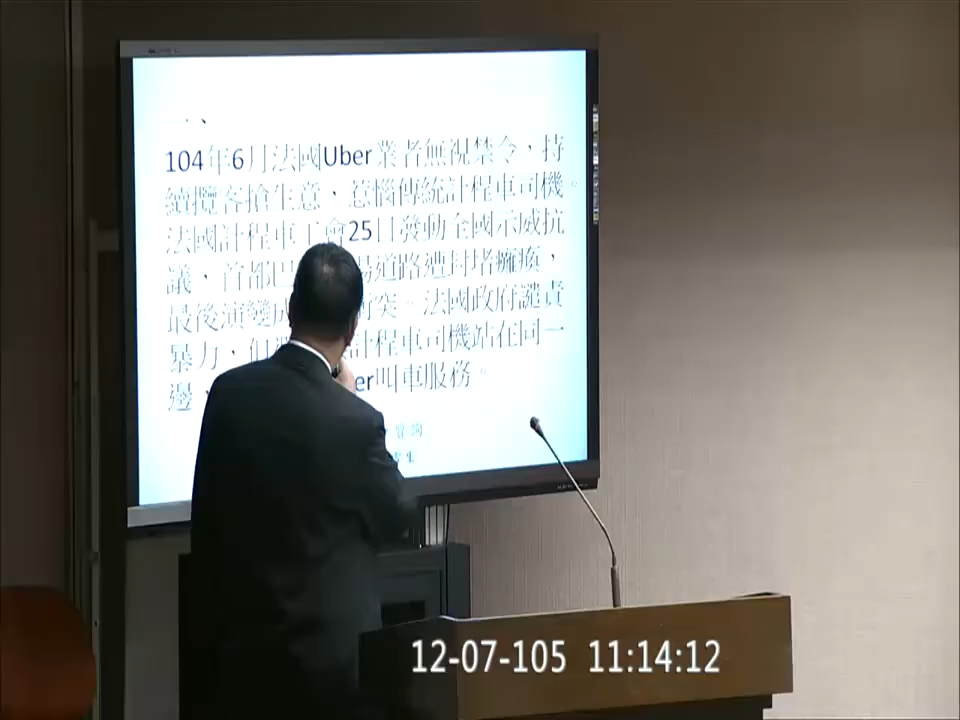 一、
104年6月法國Uber業者無視禁令，持
續攬客搶生意，惹惱傳統計程車司機。
法國計程車工會25日發動全國示威抗
議，首都巴 場道路遭封堵癱瘓，
最後演變成 衝突。法國政府譴責
暴力，但 計程車司機站在同一
邊， er叫車服務。
質詢
12-07-105 11:14:12